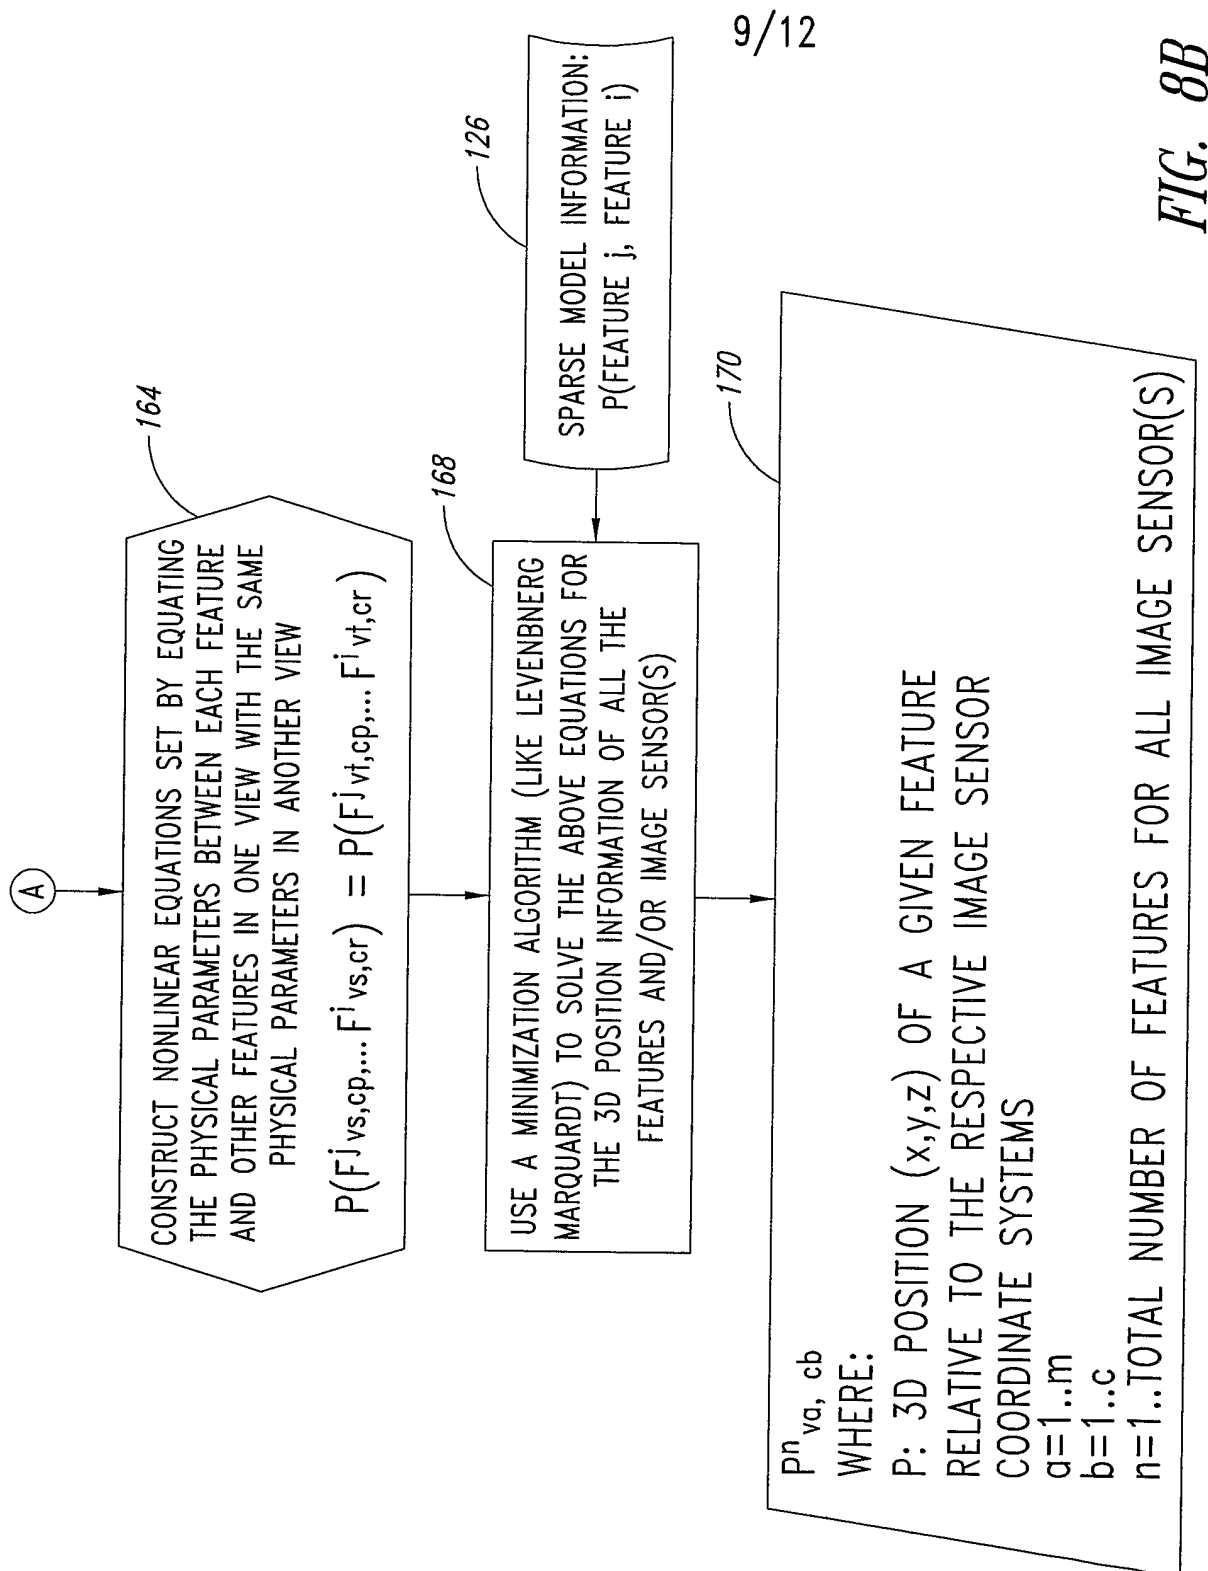 9/12
A
164
CONSTRUCT NONLINEAR EQUATIONS SET BY EQUATING
THE PHYSICAL PARAMETERS BETWEEN EACH FEATURE
AND OTHER FEATURES IN ONE VIEW WITH THE SAME
PHYSICAL PARAMETERS IN ANOTHER VIEW
P(F^j vs,cp,... F^i vs,cr) = P(F^j vt,cp,... F^i vt,cr)
168
USE A MINIMIZATION ALGORITHM (LIKE LEVENBNERG
MARQUARDT) TO SOLVE THE ABOVE EQUATIONS FOR
THE 3D POSITION INFORMATION OF ALL THE
FEATURES AND/OR IMAGE SENSOR(S)
126
SPARSE MODEL INFORMATION:
P(FEATURE j, FEATURE i)
170
P^n va, cb
WHERE:
P: 3D POSITION (x,y,z) OF A GIVEN FEATURE
RELATIVE TO THE RESPECTIVE IMAGE SENSOR
COORDINATE SYSTEMS
a=1..m
b=1..c
n=1..TOTAL NUMBER OF FEATURES FOR ALL IMAGE SENSOR(S)
FIG. 8B